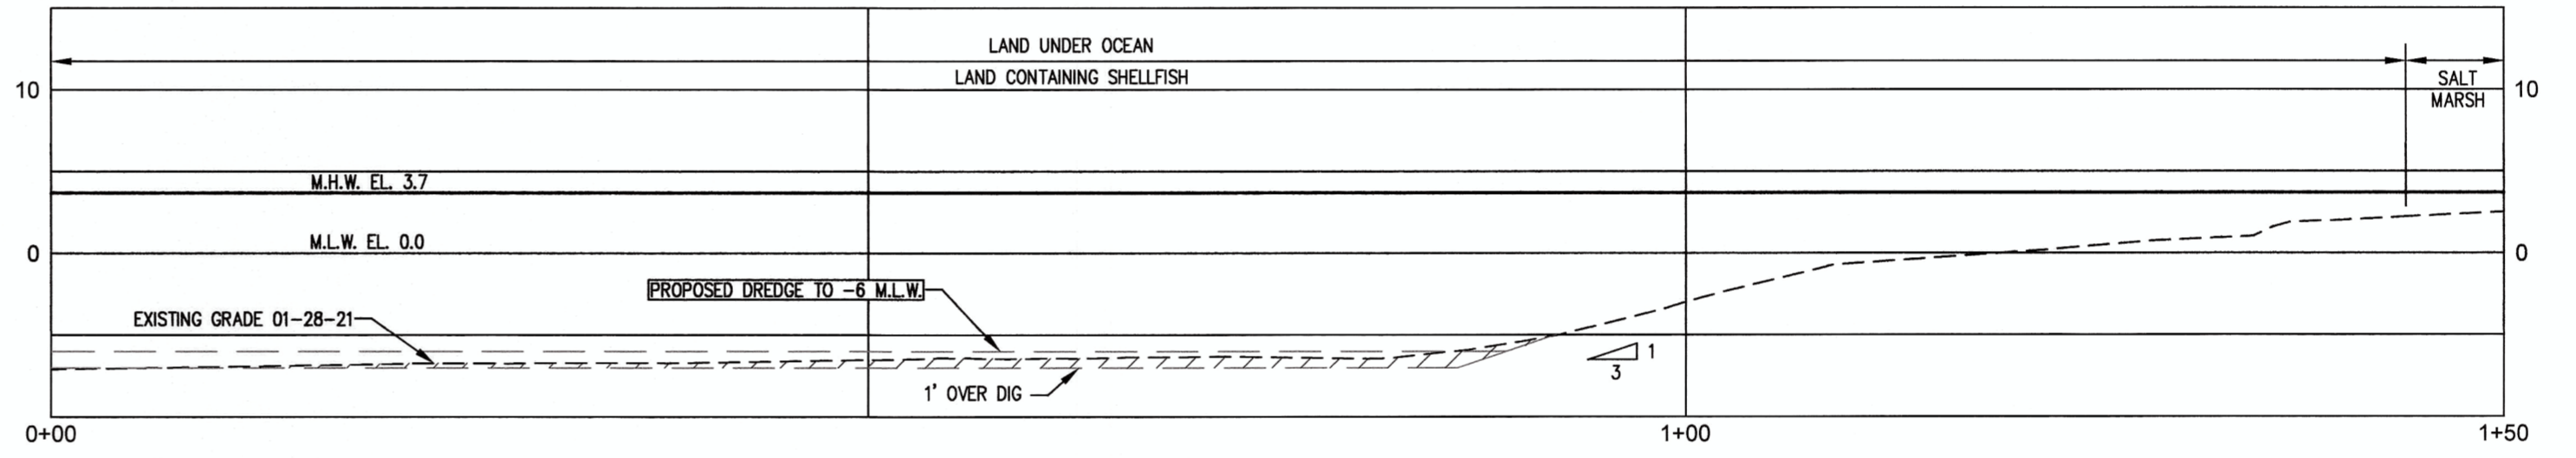 LAND UNDER OCEAN
LAND CONTAINING SHELLFISH
SALT
MARSH
10
10
M.H.W. EL. 3.7
M.L.W. EL. 0.0
0
0
PROPOSED DREDGE TO -6 M.L.W.
EXISTING GRADE 01-28-21
1
3
1' OVER DIG
0+00
1+00
1+50